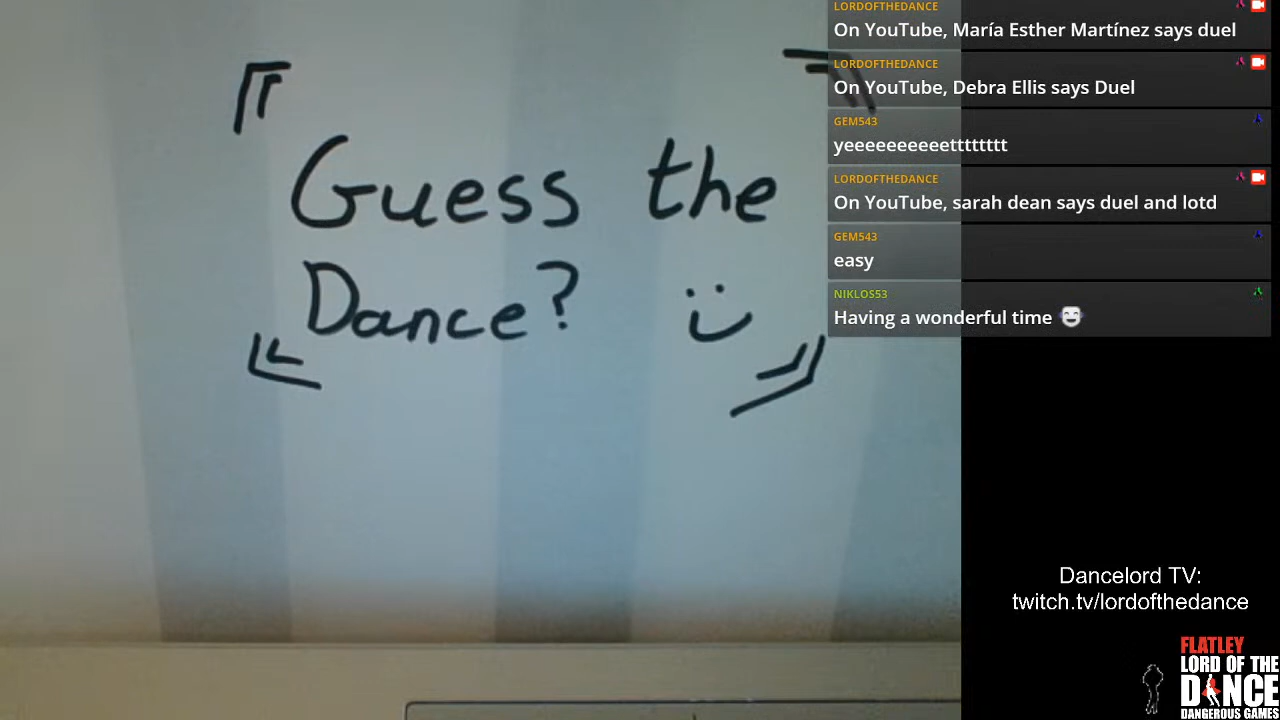 Guess the
Dance? :)
LORDOFTHEDANCE
On YouTube, María Esther Martínez says duel
LORDOFTHEDANCE
On YouTube, Debra Ellis says Duel
GEM543
yeeeeeeeeeetttttttt
LORDOFTHEDANCE
On YouTube, sarah dean says duel and lotd
GEM543
easy
NIKLOS53
Having a wonderful time
Dancelord TV:
twitch.tv/lordofthedance
FLATLEY
LORD OF THE
DANCE
DANGEROUS GAMES